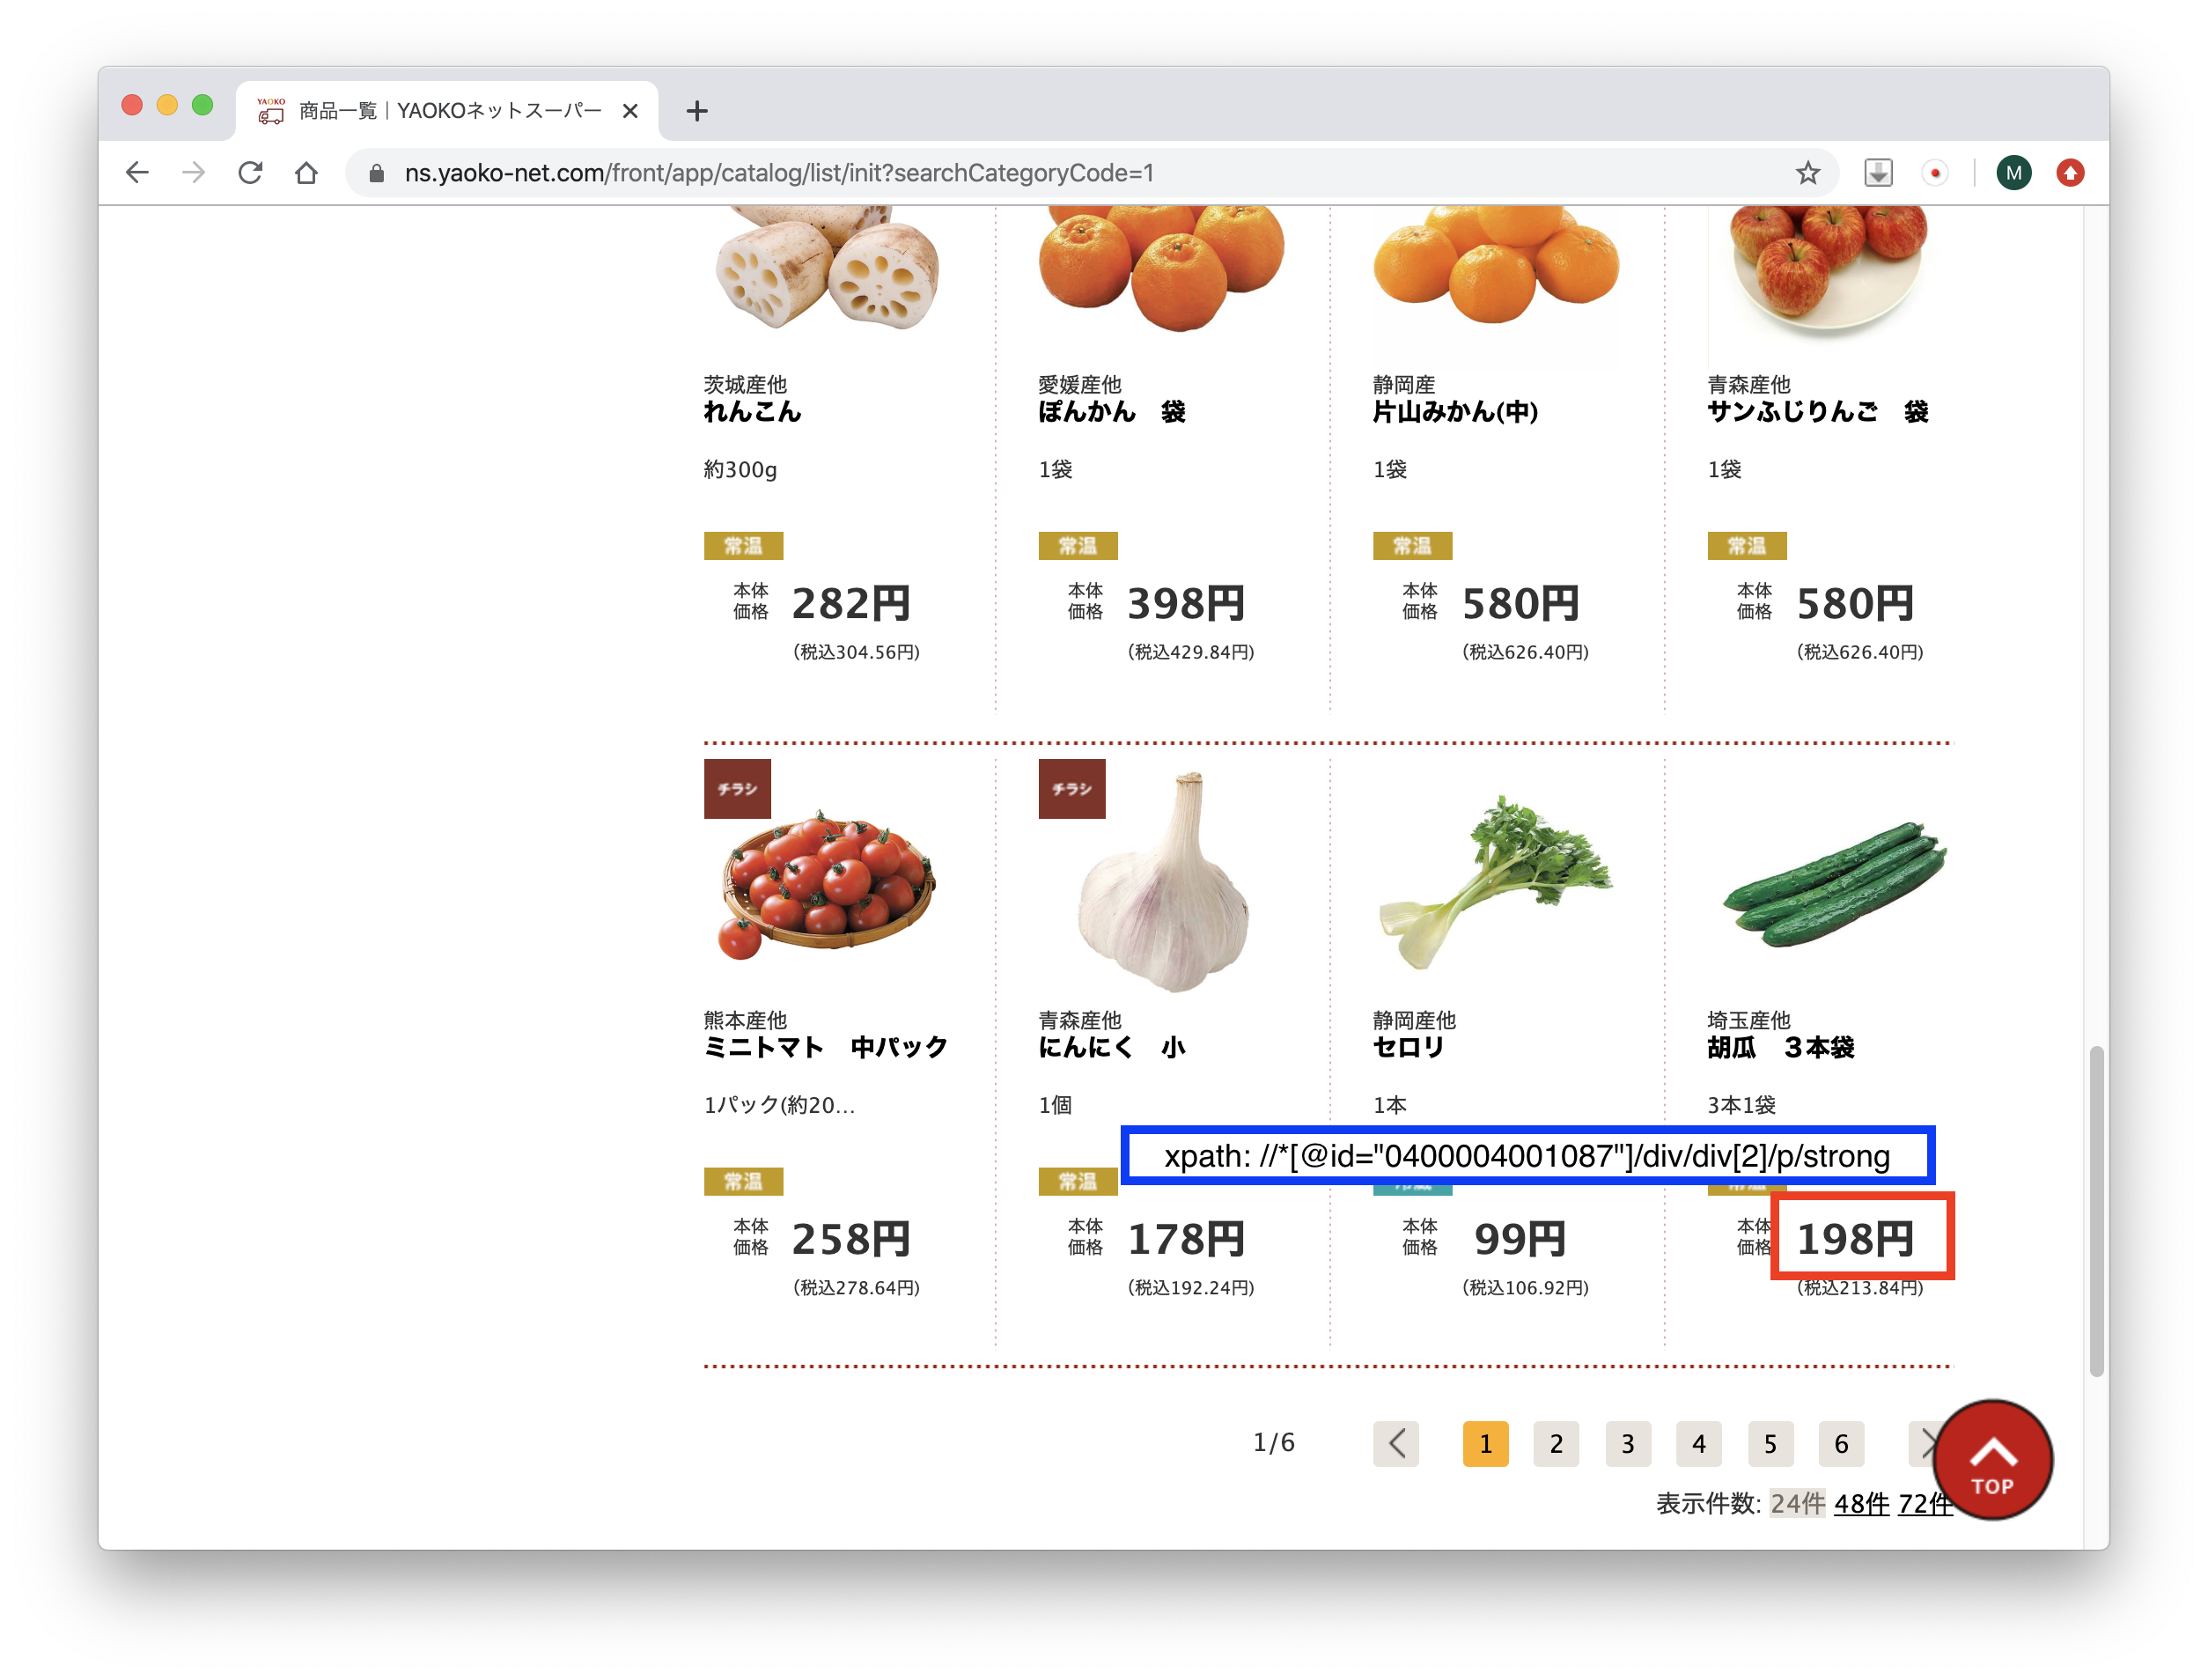 YAOKO
商品一覧｜YAOKOネットスーパー
ns.yaoko-net.com/front/app/catalog/list/init?searchCategoryCode=1
M
茨城産他
れんこん
約300g
常温
本体
価格
282円
(税込304.56円)
愛媛産他
ぽんかん　袋
1袋
常温
本体
価格
398円
(税込429.84円)
静岡産
片山みかん(中)
1袋
常温
本体
価格
580円
(税込626.40円)
青森産他
サンふじりんご　袋
1袋
常温
本体
価格
580円
(税込626.40円)
チラシ
熊本産他
ミニトマト　中パック
1パック(約20…
常温
本体
価格
258円
(税込278.64円)
チラシ
青森産他
にんにく　小
1個
常温
本体
価格
178円
(税込192.24円)
静岡産他
セロリ
1本
本体
価格
99円
(税込106.92円)
埼玉産他
胡瓜　３本袋
3本1袋
xpath: //*[@id="0400004001087"]/div/div[2]/p/strong
本体
価格
198円
(税込213.84円)
1/6
1 2 3 4 5 6
TOP
表示件数: 24件 48件 72件